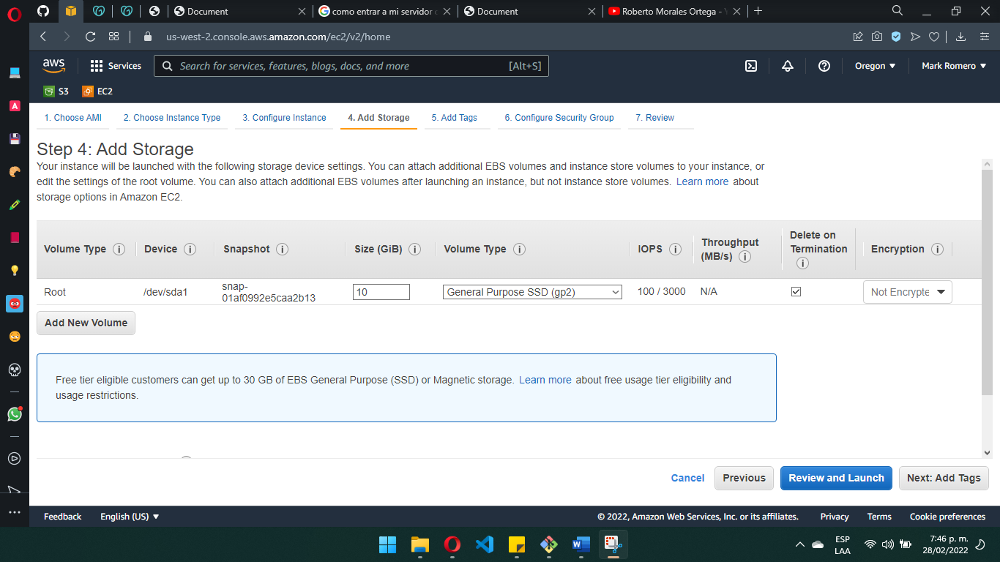 Document
como entrar a mi servidor
Document
Roberto Morales Ortega -
us-west-2.console.aws.amazon.com/ec2/v2/home
aws
Services
Search for services, features, blogs, docs, and more
[Alt+S]
Oregon
Mark Romero
S3
EC2
1. Choose AMI
2. Choose Instance Type
3. Configure Instance
4. Add Storage
5. Add Tags
6. Configure Security Group
7. Review
Step 4: Add Storage
Your instance will be launched with the following storage device settings. You can attach additional EBS volumes and instance store volumes to your instance, or
edit the settings of the root volume. You can also attach additional EBS volumes after launching an instance, but not instance store volumes. Learn more about
storage options in Amazon EC2.
Volume Type
Device
Snapshot
Size (GiB)
Volume Type
IOPS
Throughput
(MB/s)
Delete on
Termination
Encryption
Root
/dev/sda1
snap-
01af0992e5caa2b13
10
General Purpose SSD (gp2)
100 / 3000
N/A
Not Encrypte
Add New Volume
Free tier eligible customers can get up to 30 GB of EBS General Purpose (SSD) or Magnetic storage. Learn more about free usage tier eligibility and
usage restrictions.
Cancel
Previous
Review and Launch
Next: Add Tags
Feedback
English (US)
© 2022, Amazon Web Services, Inc. or its affiliates.
Privacy
Terms
Cookie preferences
ESP
LAA
7:46 p. m.
28/02/2022